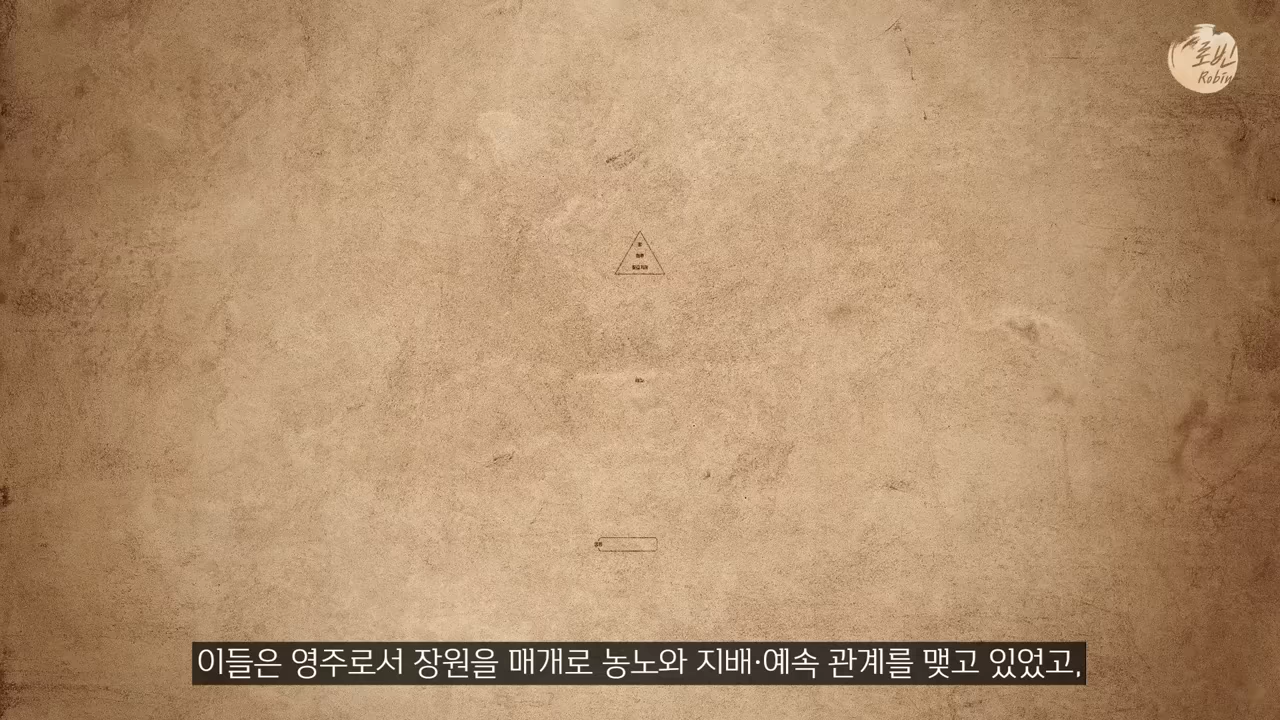 로빈
Robin
이들은 영주로서 장원을 매개로 농노와 지배·예속 관계를 맺고 있었고,